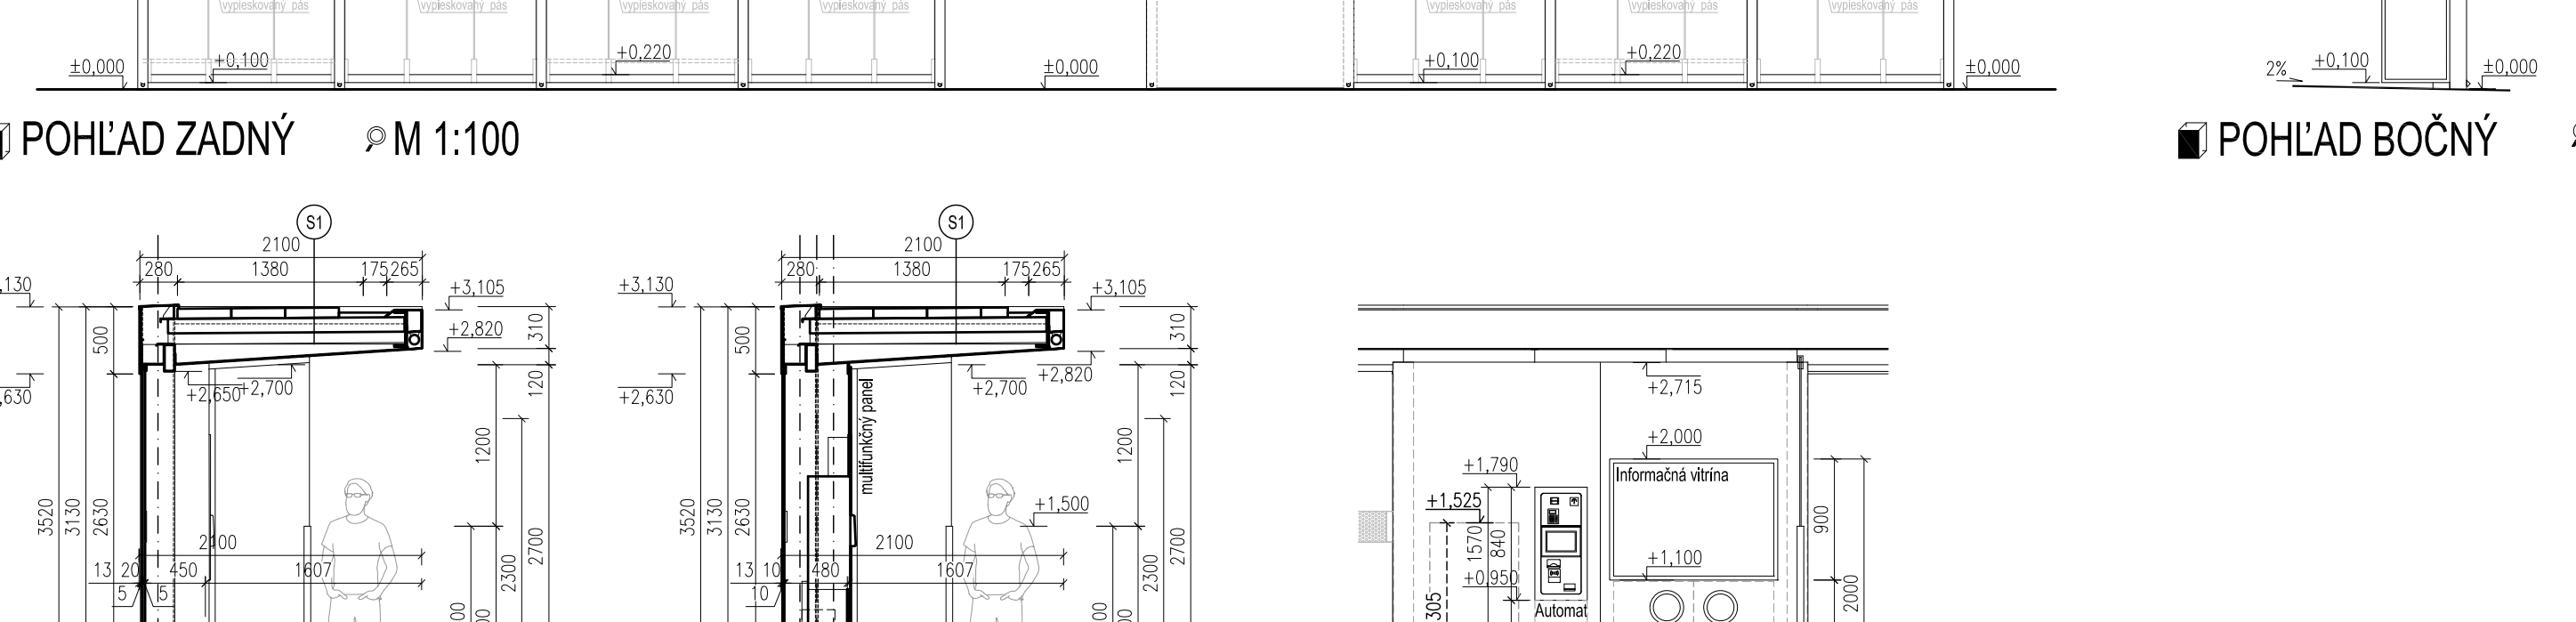 vypieskovaný pás vypieskovaný pás vypieskovaný pás vypieskovaný pás vypieskovaný pás vypieskovaný pás vypieskovaný pás
±0,000 +0,100 +0,220 ±0,000 +0,100 +0,220 ±0,000 2% +0,100 ±0,000
POHĽAD ZADNÝ M 1:100 POHĽAD BOČNÝ
S1 S1
2100 2100
280 1380 175 265 280 1380 175 265
,130 +3,105 +3,130 +3,105
500 +2,820 310 500 310
,630 +2,650 +2,700 120 +2,630 +2,700 +2,820 120 +2,715
multifunkčný panel
1200 1200 +2,000
+1,790 Informačná vitrína
3520 3130 2630 +1,500 +1,525
3520 3130 2630
2100 2700 2100 2700 1570 840 900
13 20 450 1607 2300 13 10 480 1607 2300 +0,950 +1,100
5 5 10 305 Automat 2000